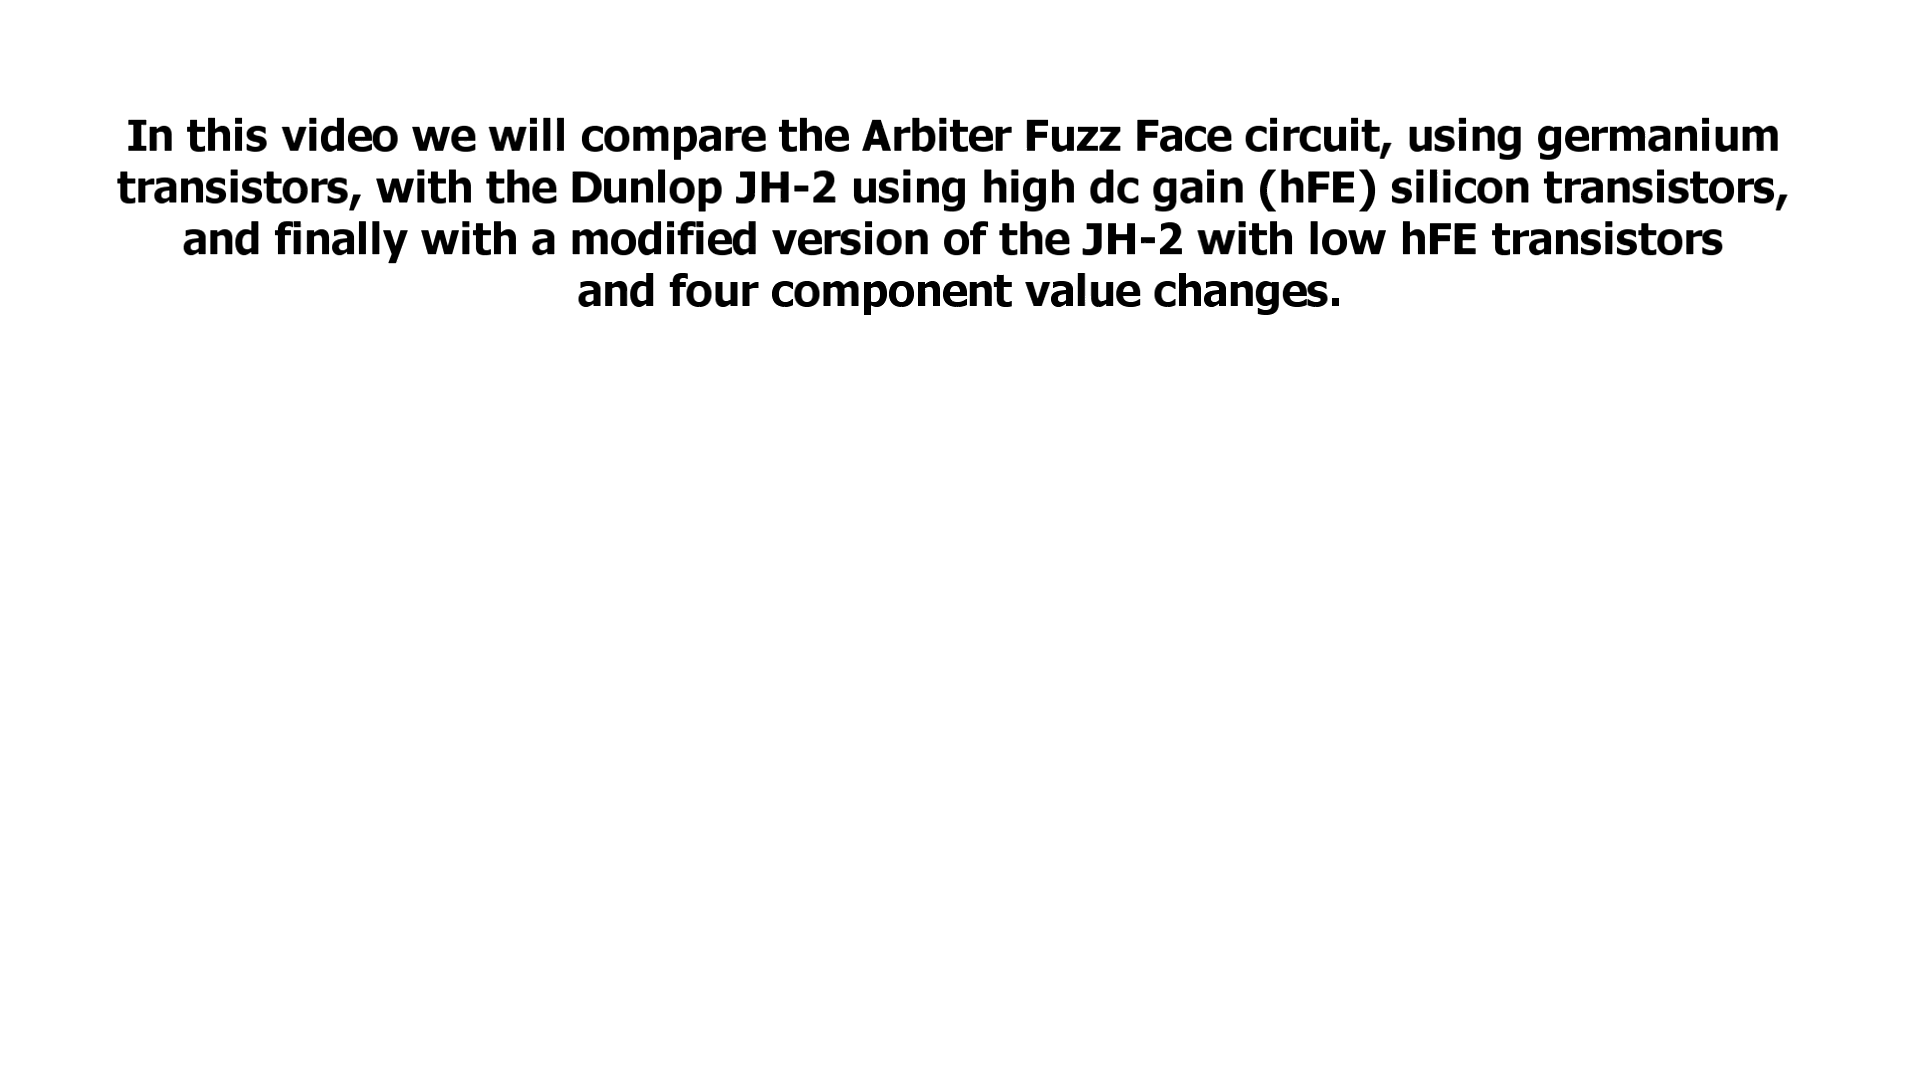 In this video we will compare the Arbiter Fuzz Face circuit, using germanium
transistors, with the Dunlop JH-2 using high dc gain (hFE) silicon transistors,
and finally with a modified version of the JH-2 with low hFE transistors
and four component value changes.